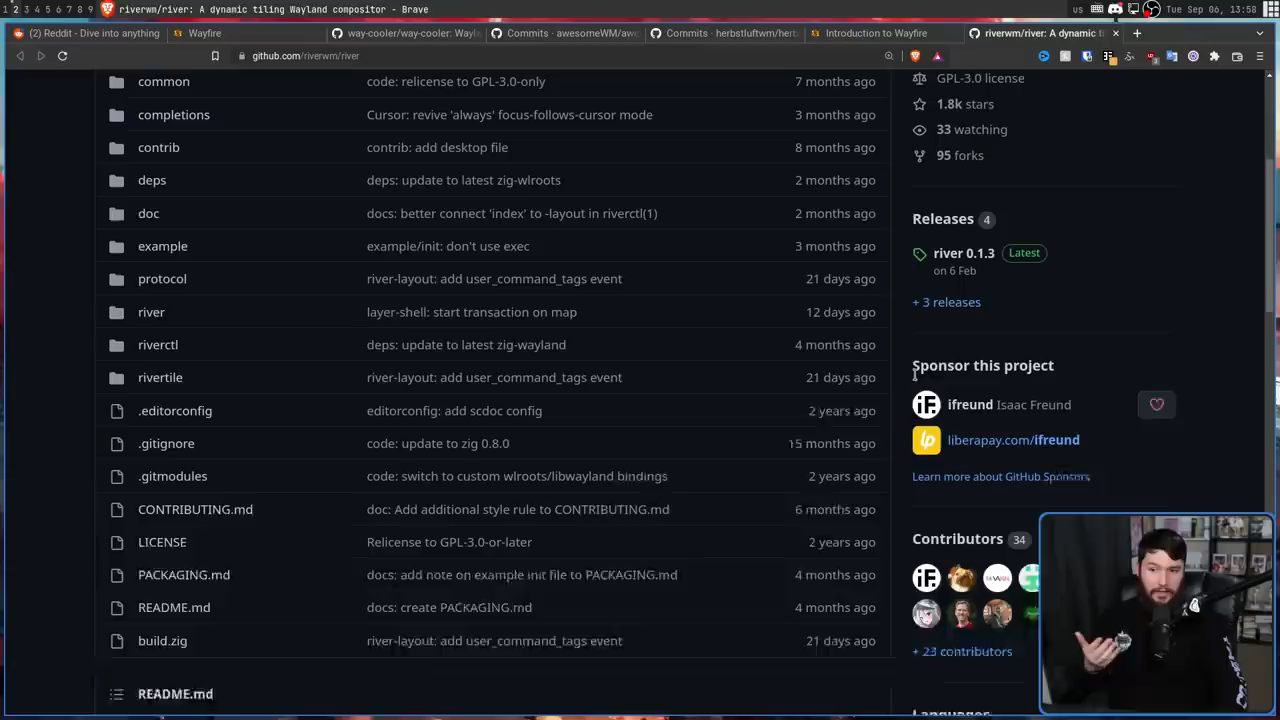 1 2 3 4 5 6 7 8 9 riverwm/river: A dynamic tiling Wayland compositor - Brave us Tue Sep 06, 13:58
(2) Reddit - Dive into anything Wayfire way-cooler/way-cooler: Wayl Commits · awesomeWM/awe Commits · herbstluftwm/herb Introduction to Wayfire riverwm/river: A dynamic ti
github.com/riverwm/river
common code: relicense to GPL-3.0-only 7 months ago
completions Cursor: revive 'always' focus-follows-cursor mode 3 months ago
contrib contrib: add desktop file 8 months ago
deps deps: update to latest zig-wlroots 2 months ago
doc docs: better connect 'index' to -layout in riverctl(1) 2 months ago
example example/init: don't use exec 3 months ago
protocol river-layout: add user_command_tags event 21 days ago
river layer-shell: start transaction on map 12 days ago
riverctl deps: update to latest zig-wayland 4 months ago
rivertile river-layout: add user_command_tags event 21 days ago
.editorconfig editorconfig: add scdoc config 2 years ago
.gitignore code: update to zig 0.8.0 15 months ago
.gitmodules code: switch to custom wlroots/libwayland bindings 2 years ago
CONTRIBUTING.md doc: Add additional style rule to CONTRIBUTING.md 6 months ago
LICENSE Relicense to GPL-3.0-or-later 2 years ago
PACKAGING.md docs: add note on example init file to PACKAGING.md 4 months ago
README.md docs: create PACKAGING.md 4 months ago
build.zig river-layout: add user_command_tags event 21 days ago
README.md
GPL-3.0 license
1.8k stars
33 watching
95 forks
Releases 4
river 0.1.3 Latest
on 6 Feb
+ 3 releases
Sponsor this project
ifreund Isaac Freund
liberapay.com/ifreund
Learn more about GitHub Sponsors
Contributors 34
+ 23 contributors